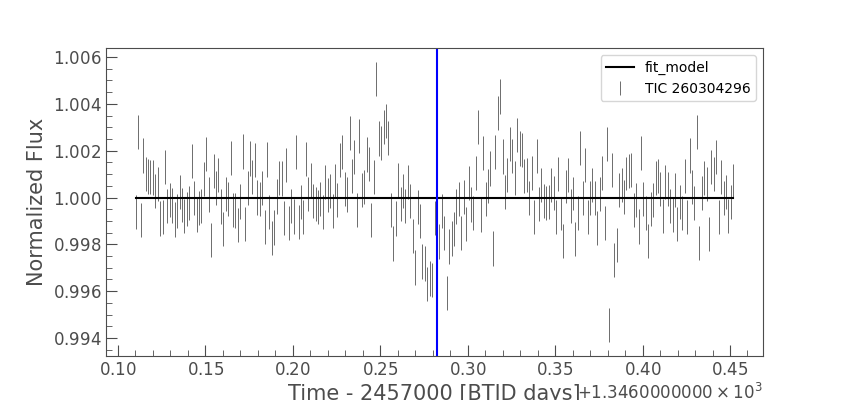 1.006
1.004
1.002
1.000
0.998
0.996
0.994
Normalized Flux
fit_model
TIC 260304296
0.10 0.15 0.20 0.25 0.30 0.35 0.40 0.45
Time - 2457000 [BTJD days]
+1.3460000000 × 10³